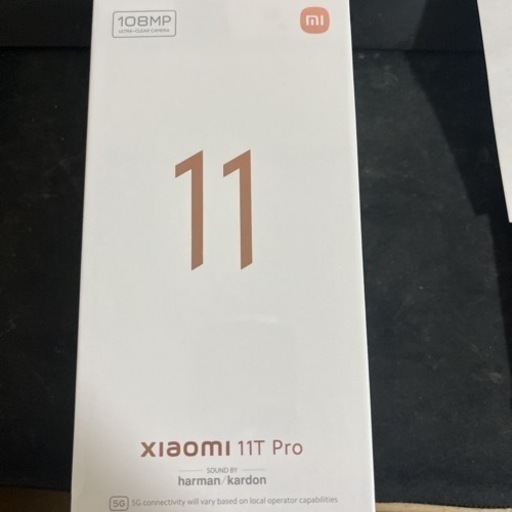 108MP
ULTRA-CLEAR CAMERA
mi
11
xiaomi 11T Pro
SOUND BY
harman/kardon
5G 5G connectivity will vary based on local operator capabilities